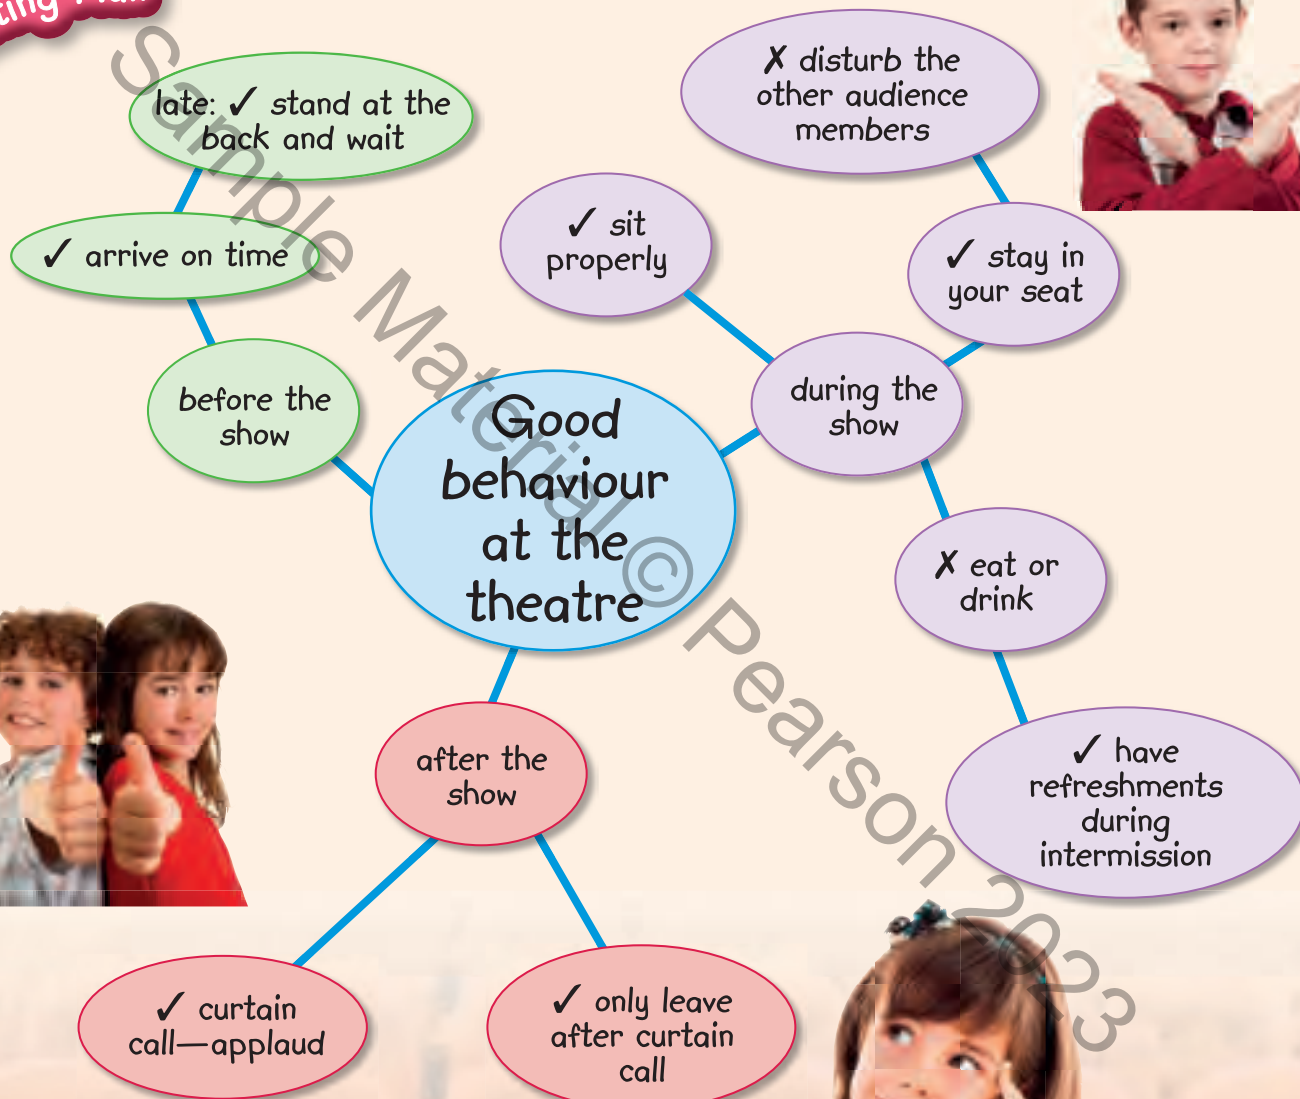 late: ✓ stand at the
back and wait
✓ arrive on time
before the
show
✗ disturb the
other audience
members
✓ sit
properly
✓ stay in
your seat
during the
show
Good
behaviour
at the
theatre
✗ eat or
drink
✓ have
refreshments
during
intermission
after the
show
✓ curtain
call—applaud
✓ only leave
after curtain
call
Sample Material © Pearson 2023